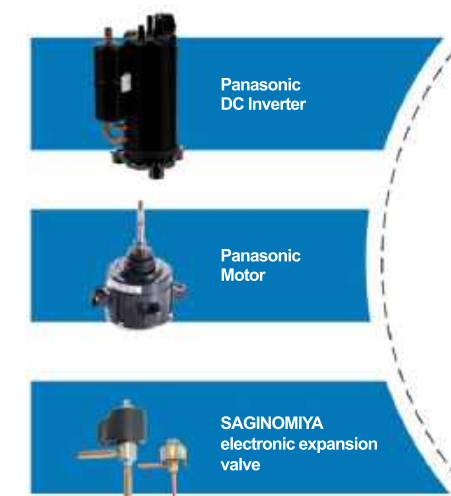 Panasonic
DC Inverter
Panasonic
Motor
SAGINOMIYA
electronic expansion
valve